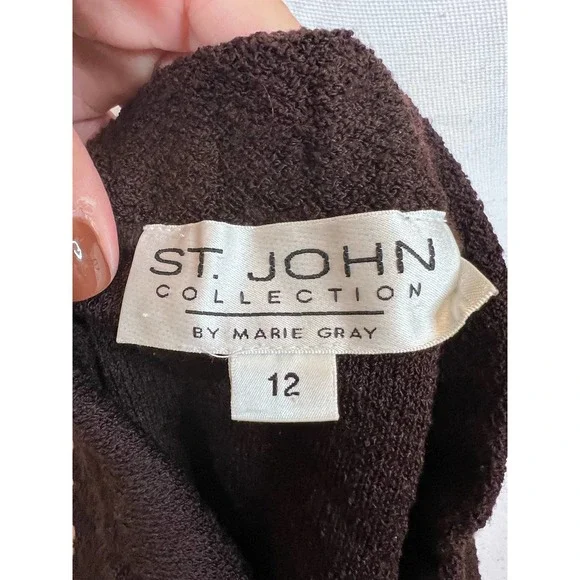 ST. JOHN
COLLECTION
BY MARIE GRAY
12